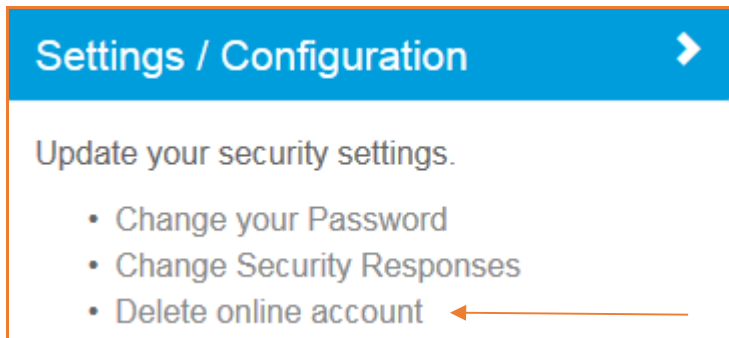 Settings / Configuration
Update your security settings.
• Change your Password
• Change Security Responses
• Delete online account